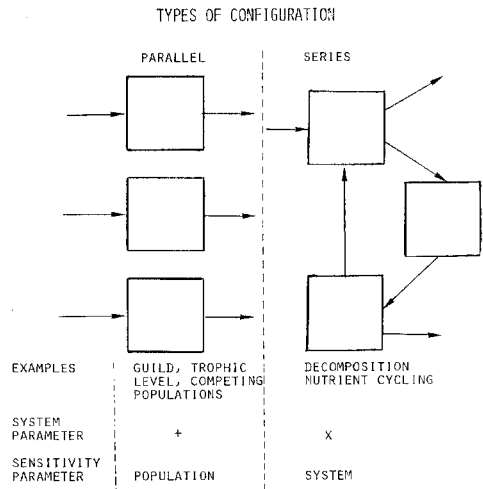 TYPES OF CONFIGURATION
PARALLEL SERIES
EXAMPLES GUILD, TROPHIC DECOMPOSITION
LEVEL, COMPETING NUTRIENT CYCLING
POPULATIONS
SYSTEM
PARAMETER + X
SENSITIVITY
PARAMETER POPULATION SYSTEM